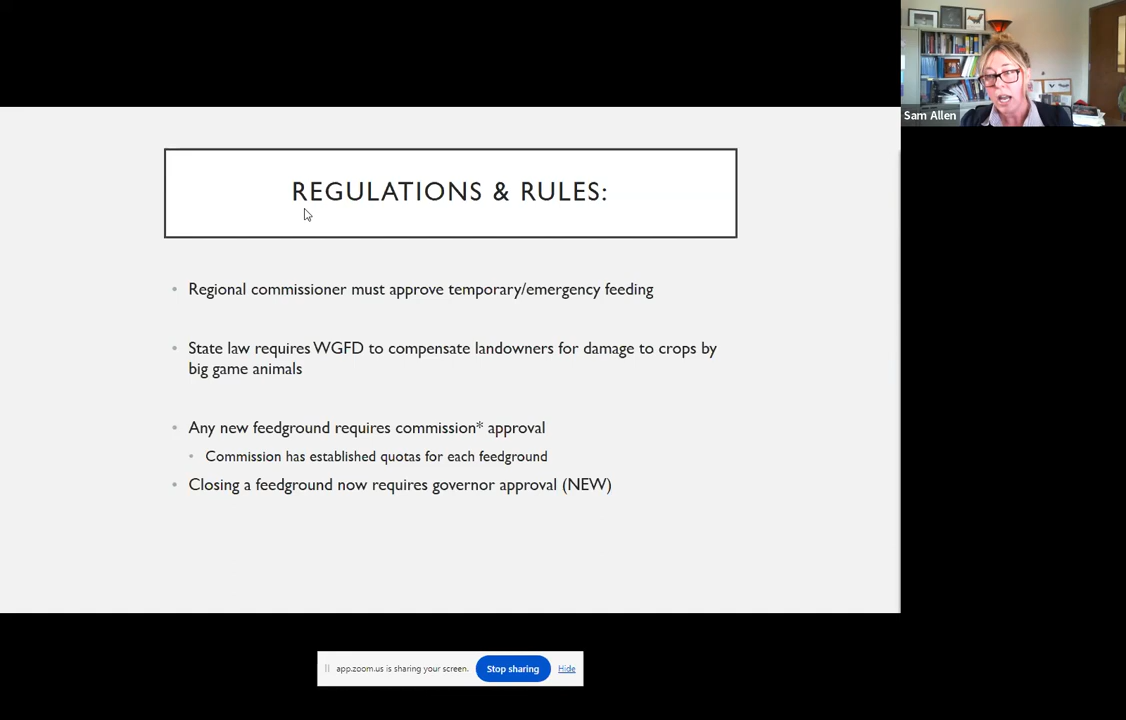 Sam Allen
REGULATIONS & RULES:
• Regional commissioner must approve temporary/emergency feeding
• State law requires WGFD to compensate landowners for damage to crops by
big game animals
• Any new feedground requires commission* approval
• Commission has established quotas for each feedground
• Closing a feedground now requires governor approval (NEW)
app.zoom.us is sharing your screen. Stop sharing Hide